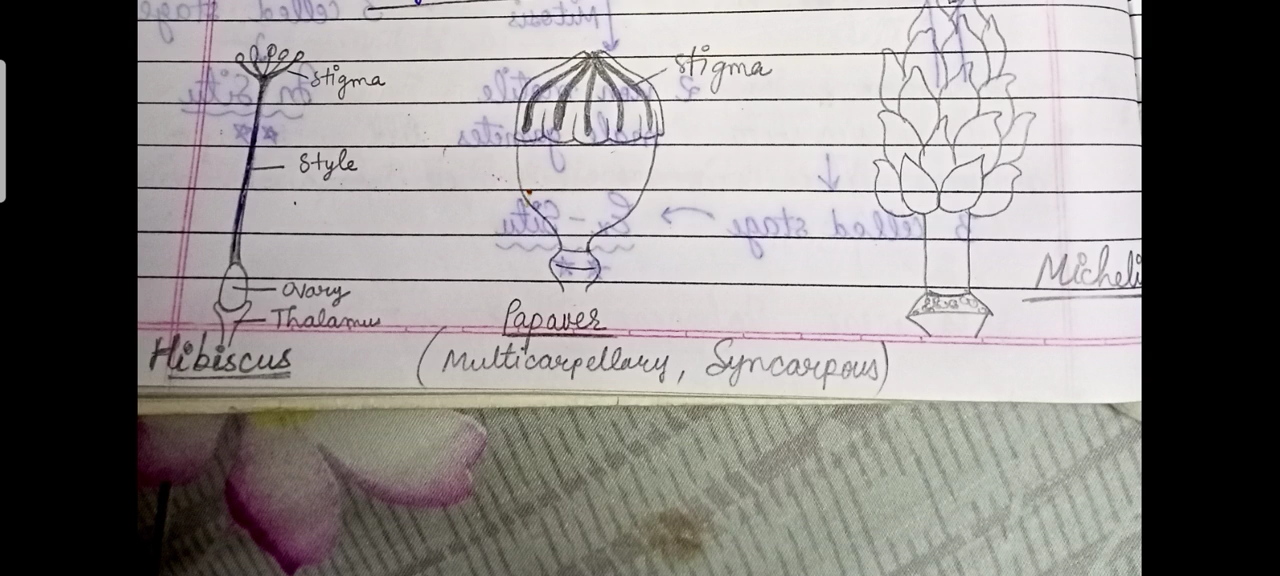 stigma
style
ovary
Thalamus
Hibiscus
stigma
Papaver
(Multicarpellary, Syncarpous)
Micheli